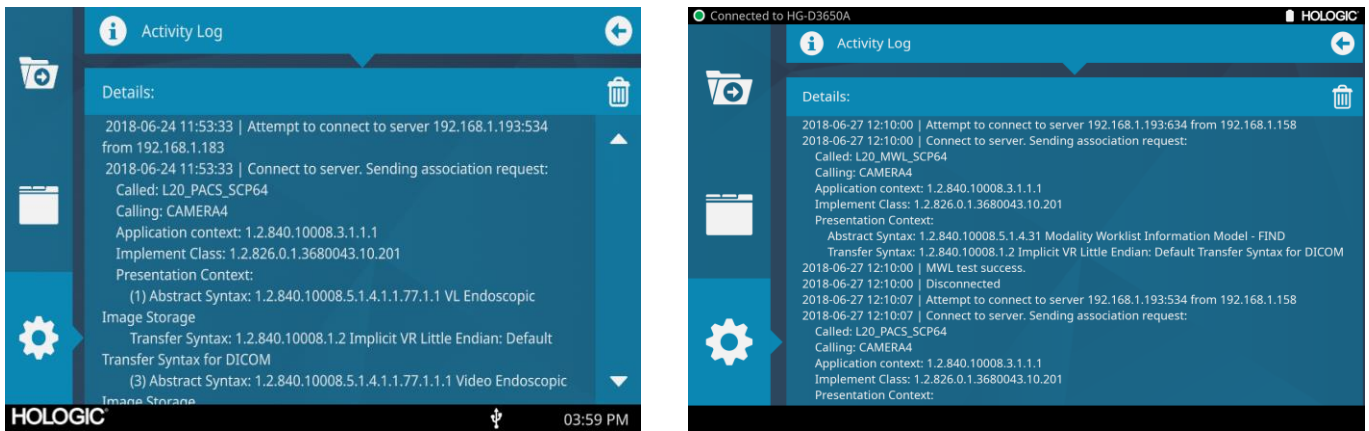 Activity Log
Details:
2018-06-24 11:53:33 | Attempt to connect to server 192.168.1.193:534
from 192.168.1.183
2018-06-24 11:53:33 | Connect to server. Sending association request:
Called: L20_PACS_SCP64
Calling: CAMERA4
Application context: 1.2.840.10008.3.1.1.1
Implement Class: 1.2.826.0.1.3680043.10.201
Presentation Context:
(1) Abstract Syntax: 1.2.840.10008.5.1.4.1.1.77.1.1 VL Endoscopic
Image Storage
Transfer Syntax: 1.2.840.10008.1.2 Implicit VR Little Endian: Default
Transfer Syntax for DICOM
(3) Abstract Syntax: 1.2.840.10008.5.1.4.1.1.77.1.1.1 Video Endoscopic
Image Storage
HOLOGIC
03:59 PM
Connected to HG-D3650A
HOLOGIC
Activity Log
Details:
2018-06-27 12:10:00 | Attempt to connect to server 192.168.1.193:634 from 192.168.1.158
2018-06-27 12:10:00 | Connect to server. Sending association request:
Called: L20_MWL_SCP64
Calling: CAMERA4
Application context: 1.2.840.10008.3.1.1.1
Implement Class: 1.2.826.0.1.3680043.10.201
Presentation Context:
Abstract Syntax: 1.2.840.10008.5.1.4.31 Modality Worklist Information Model - FIND
Transfer Syntax: 1.2.840.10008.1.2 Implicit VR Little Endian: Default Transfer Syntax for DICOM
2018-06-27 12:10:00 | MWL test success.
2018-06-27 12:10:00 | Disconnected
2018-06-27 12:10:07 | Attempt to connect to server 192.168.1.193:534 from 192.168.1.158
2018-06-27 12:10:07 | Connect to server. Sending association request:
Called: L20_PACS_SCP64
Calling: CAMERA4
Application context: 1.2.840.10008.3.1.1.1
Implement Class: 1.2.826.0.1.3680043.10.201
Presentation Context: